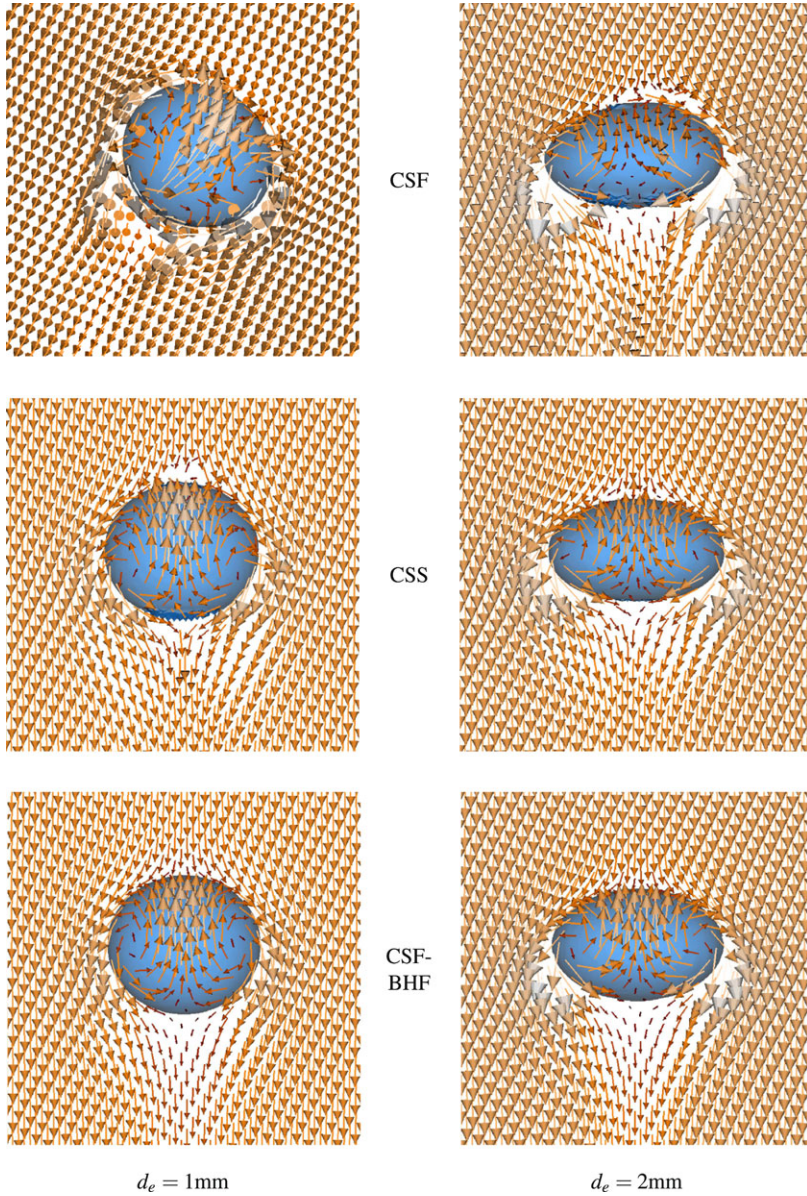 CSF
CSS
CSF-
BHF
d_e = 1mm
d_e = 2mm